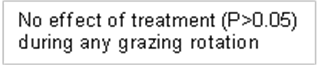 No effect of treatment (P>0.05)
during any grazing rotation